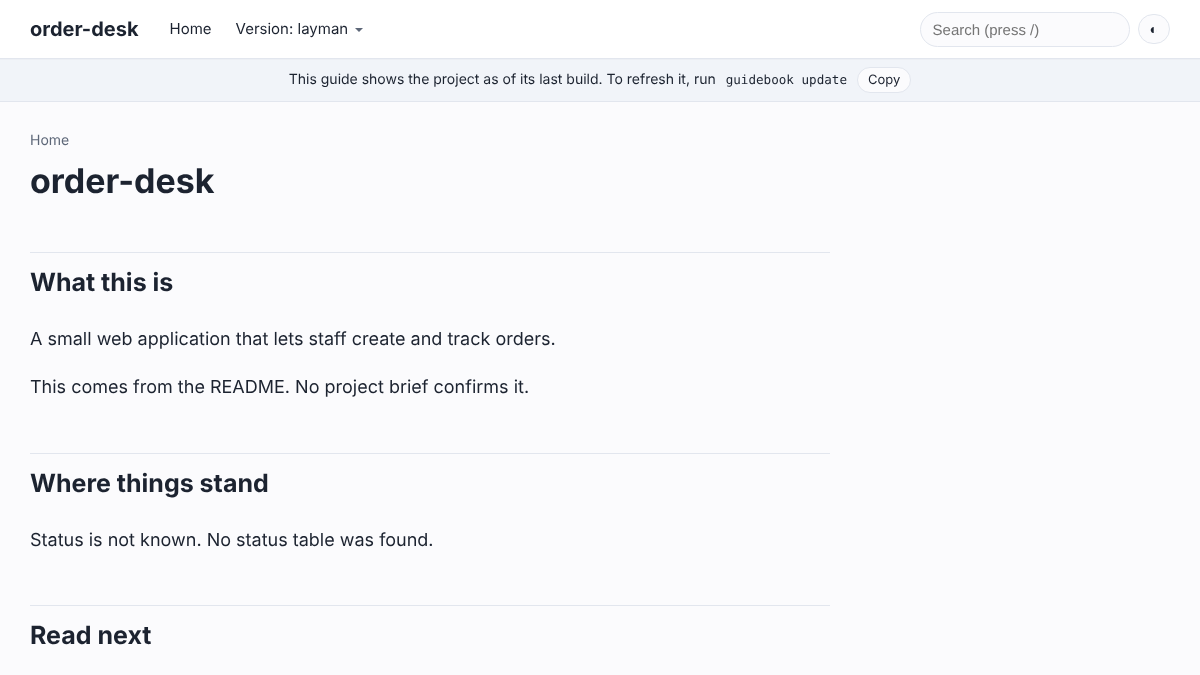 order-desk
Home
Version: layman
Search (press /)
This guide shows the project as of its last build. To refresh it, run guidebook update
Copy
Home
order-desk
What this is
A small web application that lets staff create and track orders.
This comes from the README. No project brief confirms it.
Where things stand
Status is not known. No status table was found.
Read next